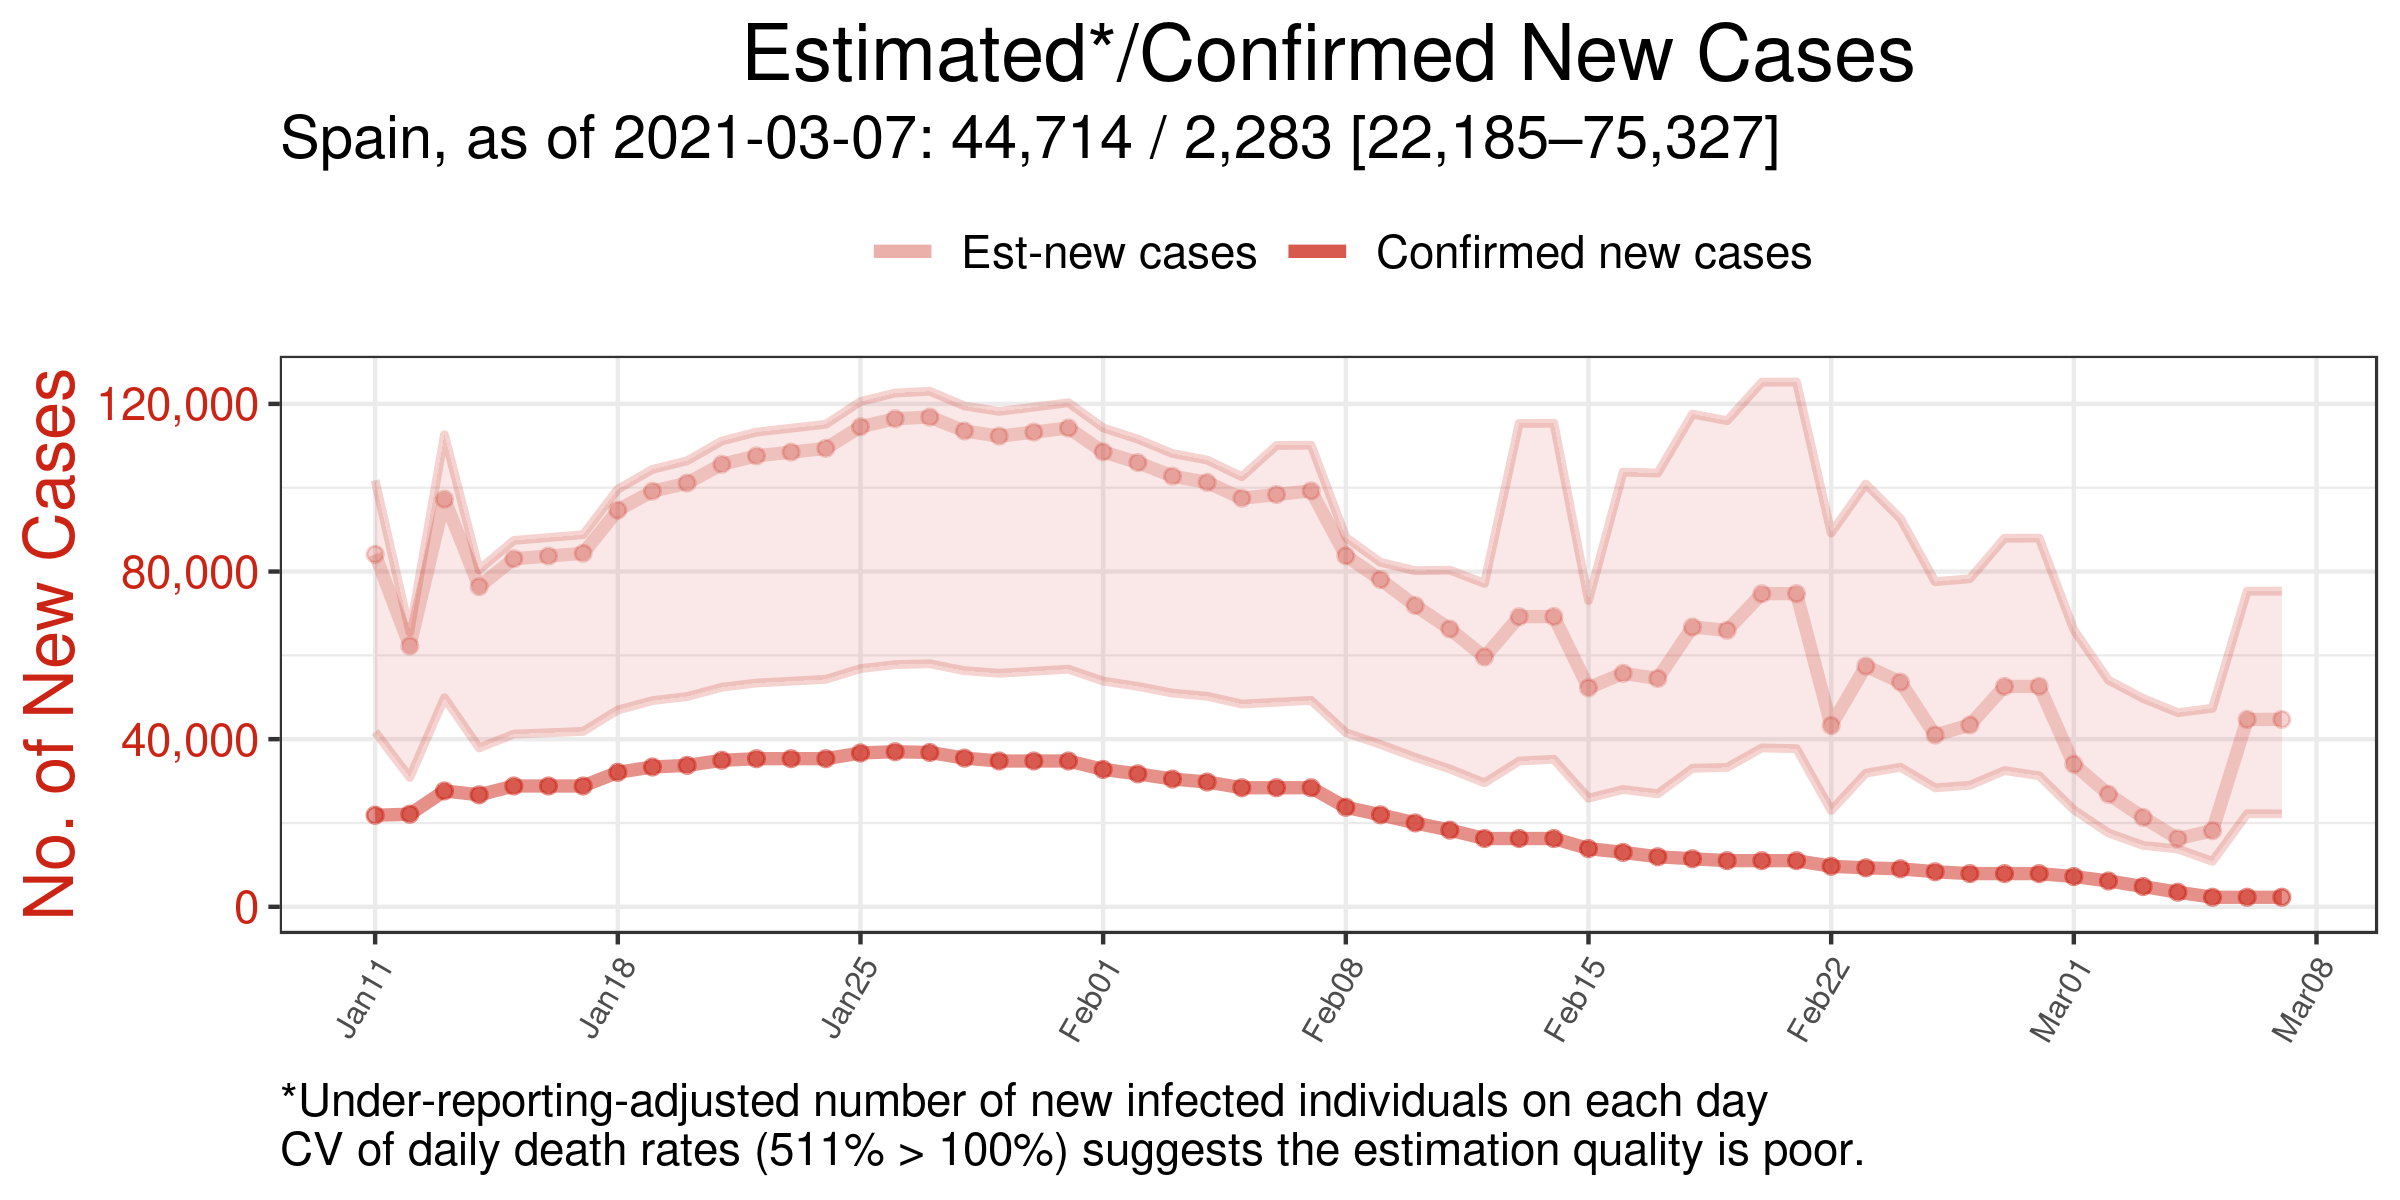 Estimated*/Confirmed New Cases
Spain, as of 2021-03-07: 44,714 / 2,283 [22,185–75,327]
Est-new cases
Confirmed new cases
No. of New Cases
120,000
80,000
40,000
0
Jan11
Jan18
Jan25
Feb01
Feb08
Feb15
Feb22
Mar01
Mar08
*Under-reporting-adjusted number of new infected individuals on each day
CV of daily death rates (511% > 100%) suggests the estimation quality is poor.